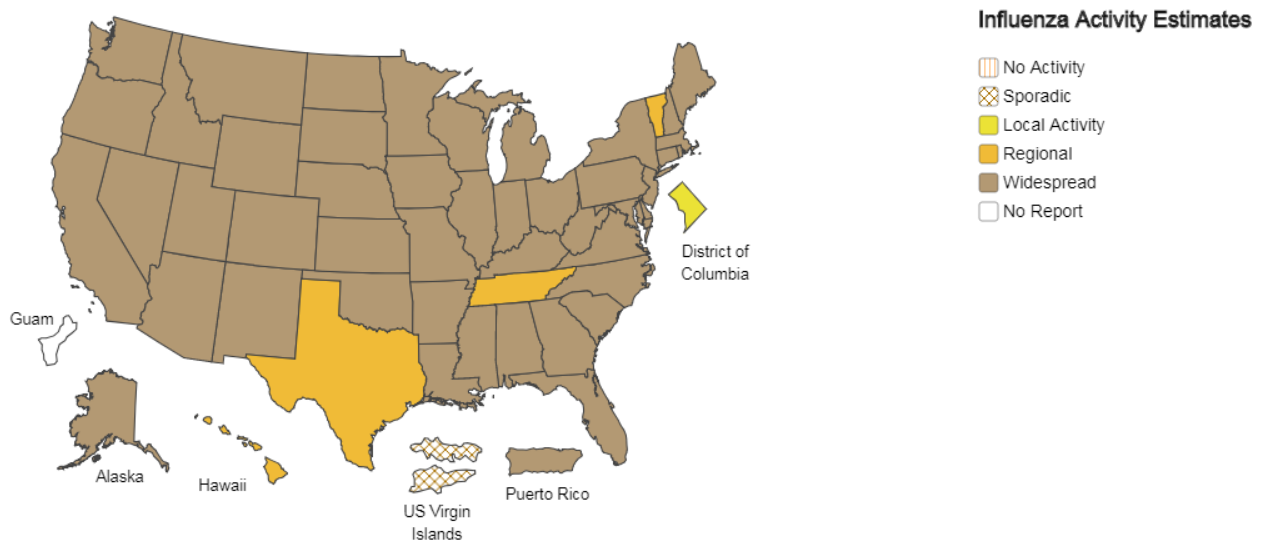 Influenza Activity Estimates
No Activity
Sporadic
Local Activity
Regional
Widespread
No Report
District of
Columbia
Guam
Alaska
Hawaii
US Virgin
Islands
Puerto Rico